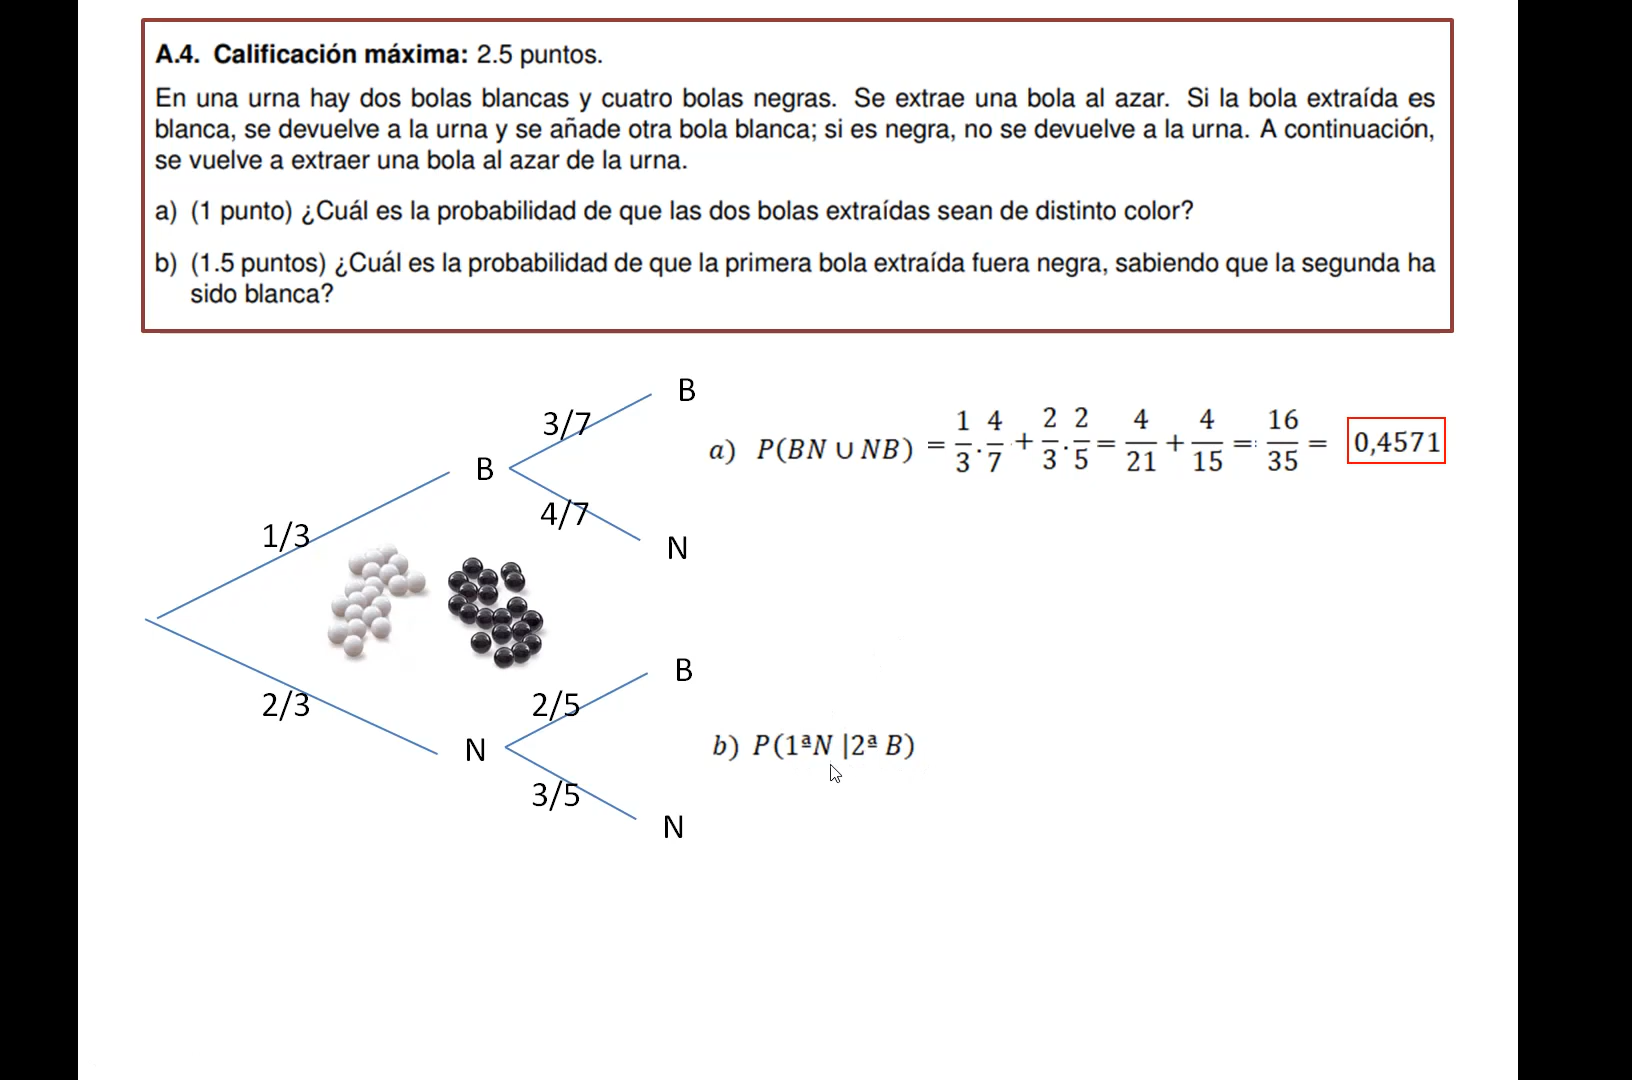 A.4. Calificación máxima: 2.5 puntos.
En una urna hay dos bolas blancas y cuatro bolas negras. Se extrae una bola al azar. Si la bola extraída es
blanca, se devuelve a la urna y se añade otra bola blanca; si es negra, no se devuelve a la urna. A continuación,
se vuelve a extraer una bola al azar de la urna.
a) (1 punto) ¿Cuál es la probabilidad de que las dos bolas extraídas sean de distinto color?
b) (1.5 puntos) ¿Cuál es la probabilidad de que la primera bola extraída fuera negra, sabiendo que la segunda ha
sido blanca?
B
3/7
a) P(BN ∪ NB) = 1/3 · 4/7 + 2/3 · 2/5 = 4/21 + 4/15 = 16/35 = 0,4571
B
4/7
1/3
N
B
2/3
2/5
N
b) P(1ªN |2ª B)
3/5
N